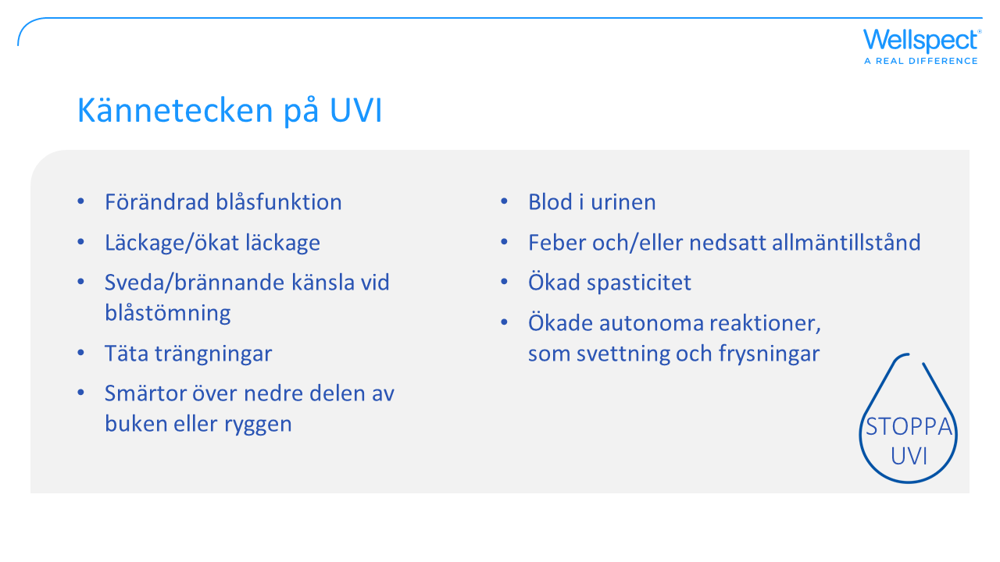 Wellspect®
A REAL DIFFERENCE
Kännetecken på UVI
• Förändrad blåsfunktion
• Läckage/ökat läckage
• Sveda/brännande känsla vid
blåstömning
• Täta trängningar
• Smärtor över nedre delen av
buken eller ryggen
• Blod i urinen
• Feber och/eller nedsatt allmäntillstånd
• Ökad spasticitet
• Ökade autonoma reaktioner,
som svettning och frysningar
STOPPA
UVI